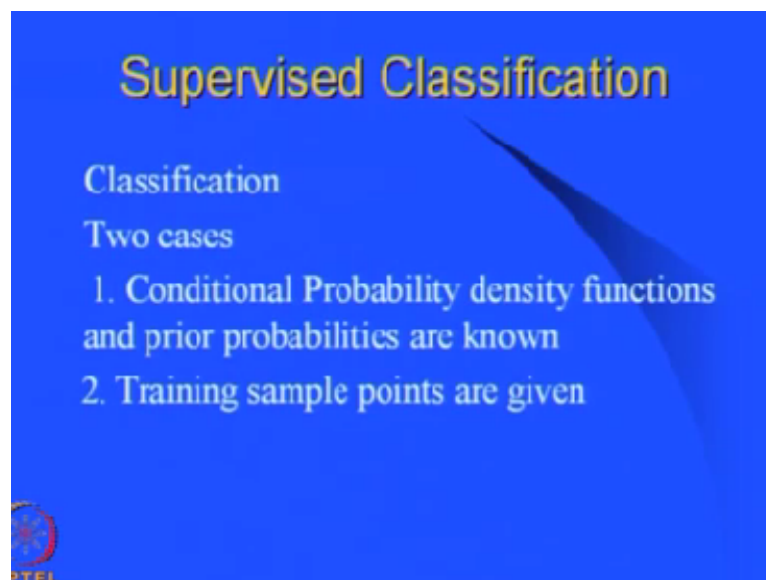 Supervised Classification
Classification
Two cases
1. Conditional Probability density functions
and prior probabilities are known
2. Training sample points are given
PTEL